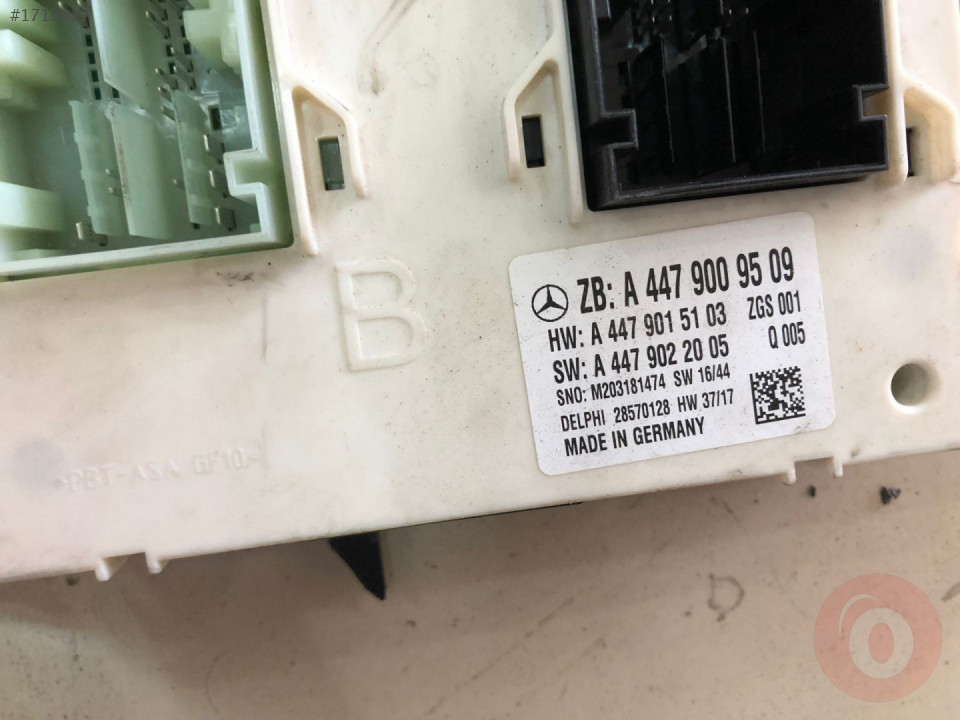 B
ZB: A 447 900 95 09
HW: A 447 901 51 03 ZGS 001
SW: A 447 902 20 05 Q 005
SNO: M203181474 SW 16/44
DELPHI 28570128 HW 37/17
MADE IN GERMANY
>PBT-ASA GF10<